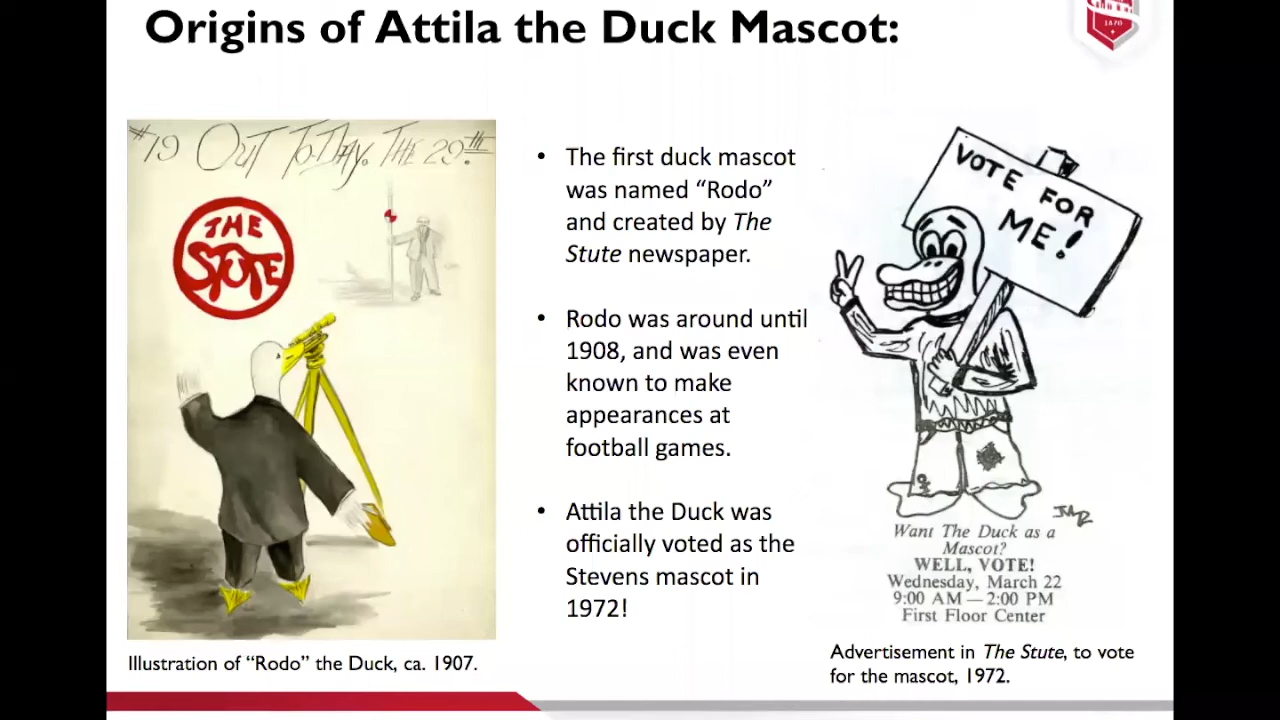 Origins of Attila the Duck Mascot:
1870
#19 OUT TO-DAY. THE 29TH.
THE
STUTE
• The first duck mascot
was named “Rodo”
and created by The
Stute newspaper.
• Rodo was around until
1908, and was even
known to make
appearances at
football games.
• Attila the Duck was
officially voted as the
Stevens mascot in
1972!
Illustration of “Rodo” the Duck, ca. 1907.
VOTE FOR
ME!
Want The Duck as a
Mascot?
WELL, VOTE!
Wednesday, March 22
9:00 AM — 2:00 PM
First Floor Center
Advertisement in The Stute, to vote
for the mascot, 1972.